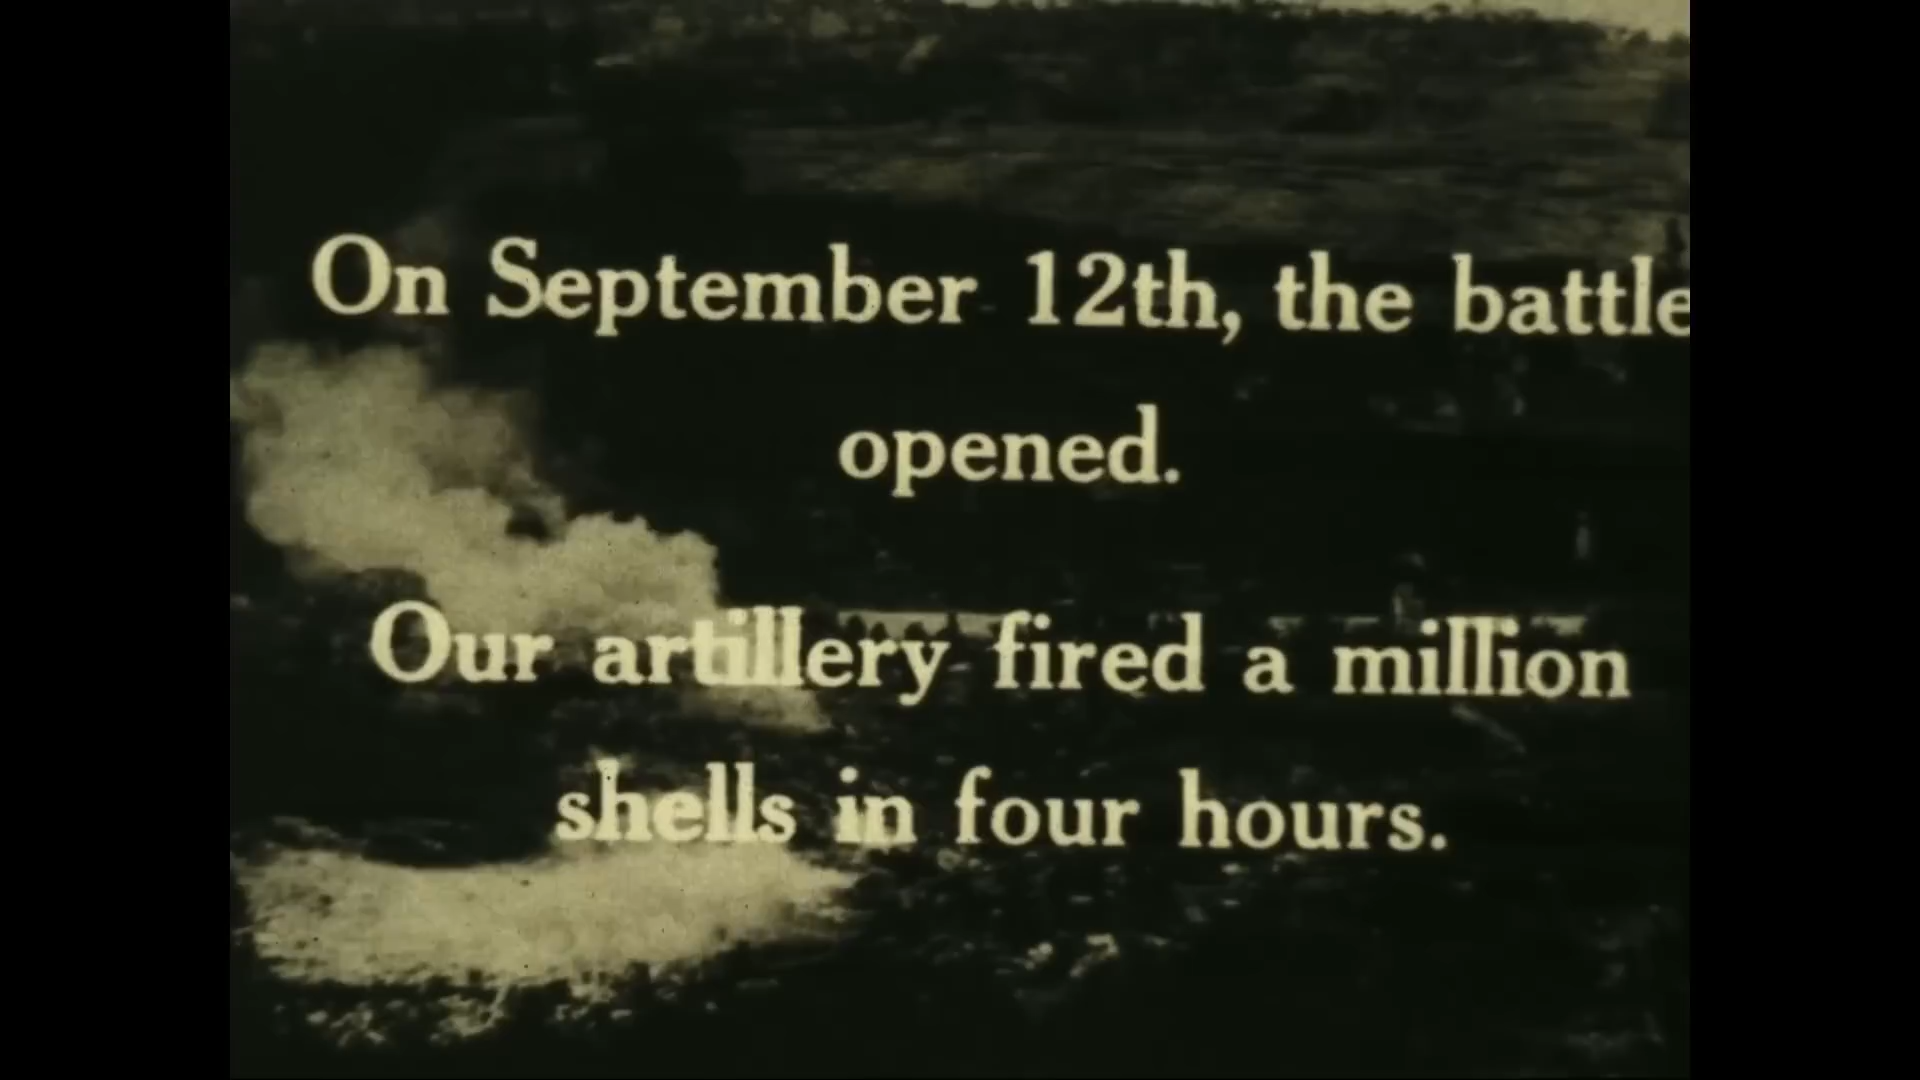 On September 12th, the battle
opened.
Our artillery fired a million
shells in four hours.